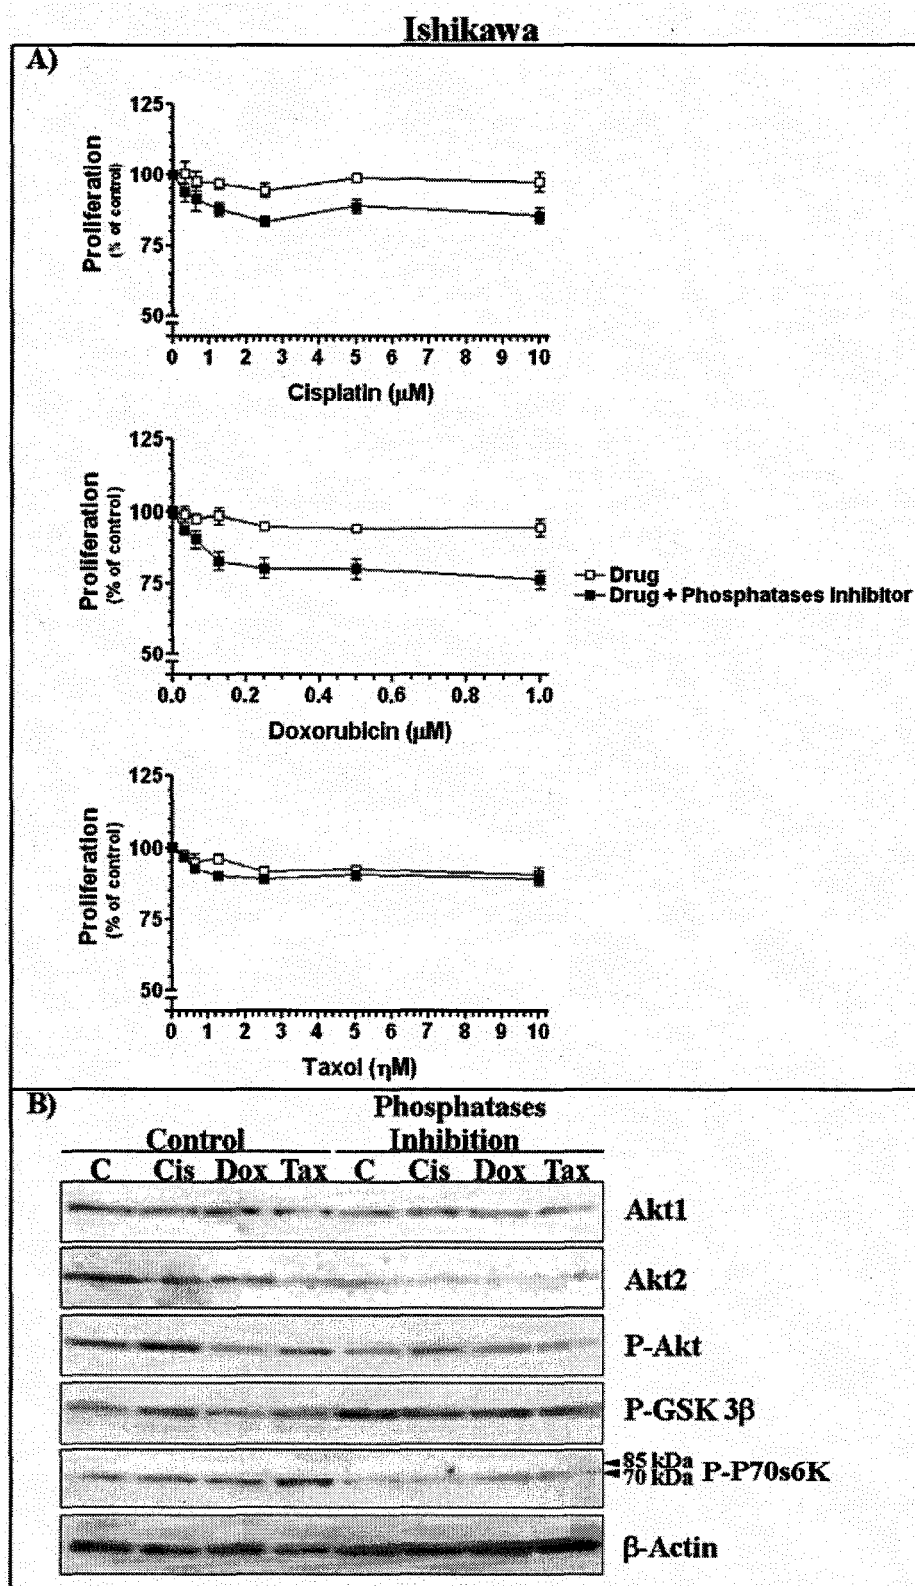 Ishikawa
A)
125
100
75
50
Proliferation
(% of control)
0 1 2 3 4 5 6 7 8 9 10
Cisplatin (μM)
125
100
75
50
Proliferation
(% of control)
0.0 0.2 0.4 0.6 0.8 1.0
Doxorubicin (μM)
Drug
Drug + Phosphatases Inhibitor
125
100
75
50
Proliferation
(% of control)
0 1 2 3 4 5 6 7 8 9 10
Taxol (ηM)
B)
Phosphatases
Control Inhibition
C Cis Dox Tax C Cis Dox Tax
Akt1
Akt2
P-Akt
P-GSK 3β
85 kDa
70 kDa P-P70s6K
β-Actin